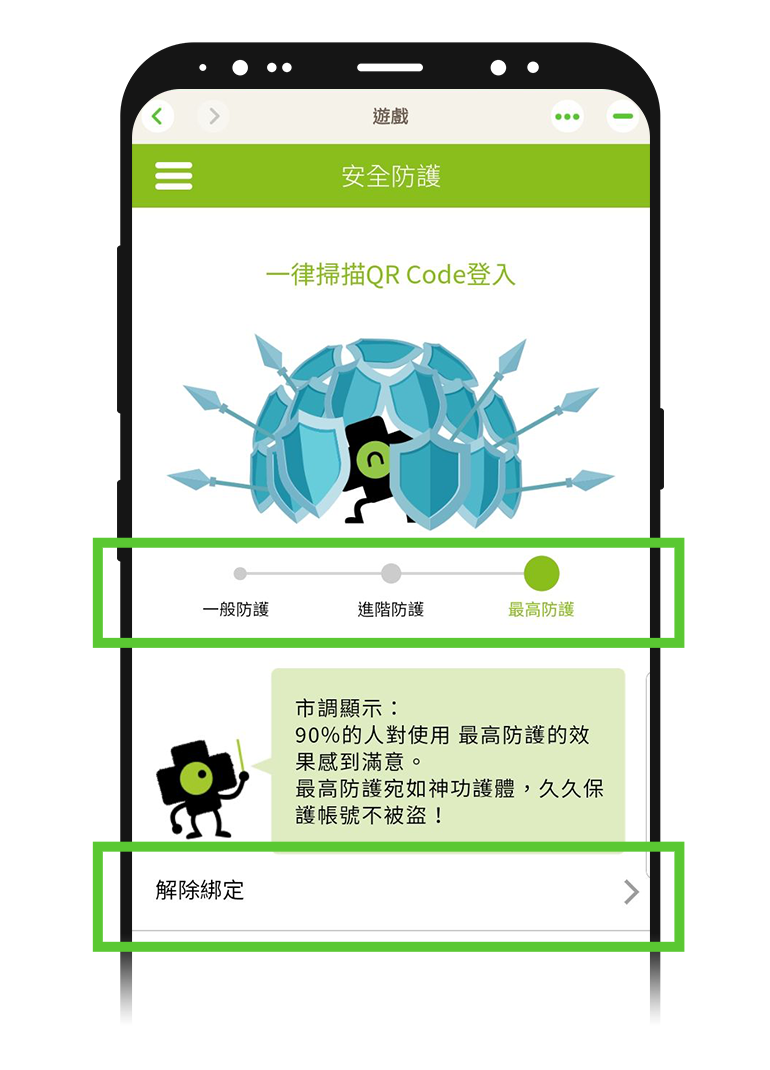 遊戲
安全防護
一律掃描QR Code登入
一般防護
進階防護
最高防護
市調顯示：
90%的人對使用 最高防護的效
果感到滿意。
最高防護宛如神功護體，久久保
護帳號不被盜！
解除綁定